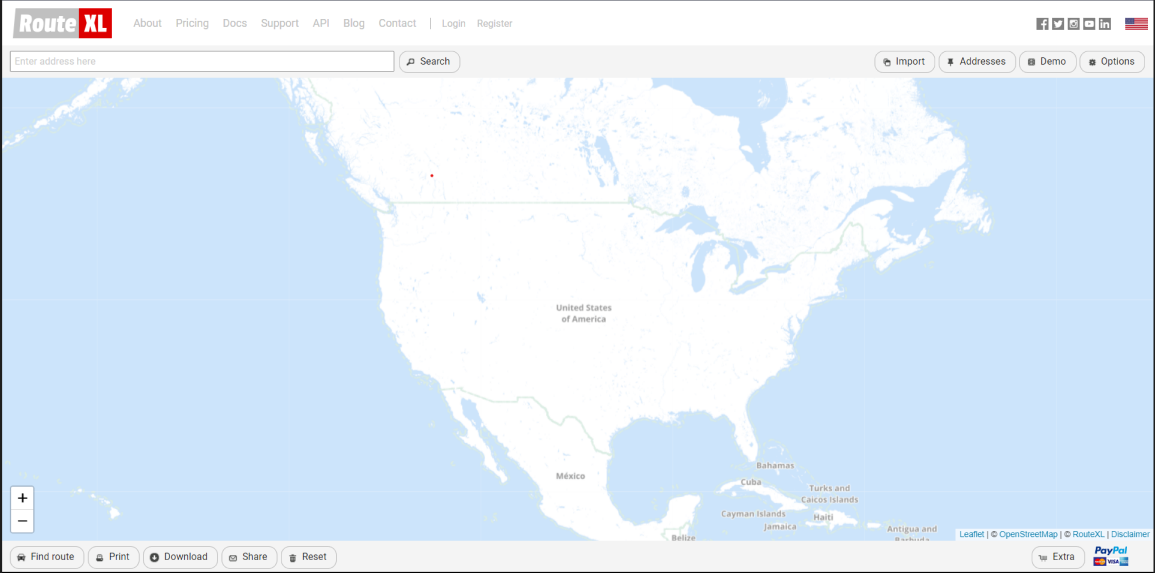 Route XL About Pricing Docs Support API Blog Contact | Login Register
Enter address here Search Import Addresses Demo Options
United States
of America
México
Bahamas
Cuba
Turks and
Caicos Islands
Cayman Islands
Haiti
Jamaica
Antigua and
Barbuda
Belize
+
−
Leaflet | © OpenStreetMap | © RouteXL | Disclaimer
Find route Print Download Share Reset Extra PayPal
VISA